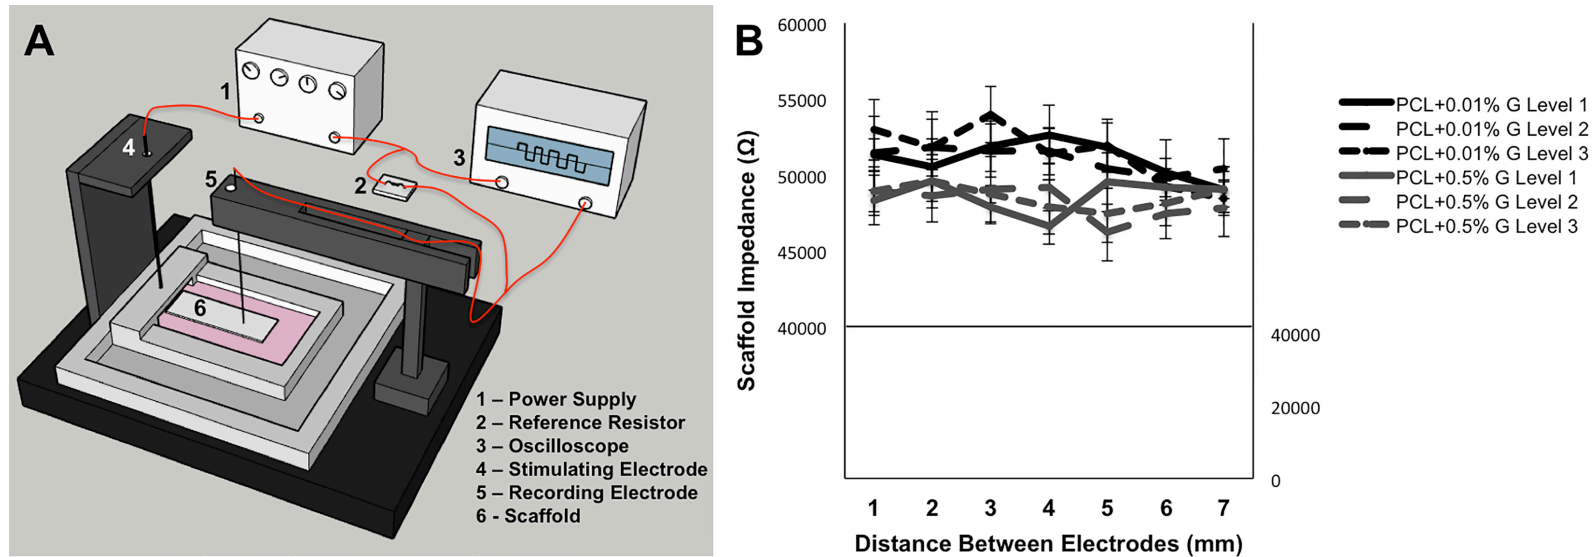 A
1
2
3
4
5
6
1 – Power Supply
2 – Reference Resistor
3 – Oscilloscope
4 – Stimulating Electrode
5 – Recording Electrode
6 - Scaffold
B
60000
55000
50000
45000
40000
Scaffold Impedance (Ω)
40000
20000
0
1 2 3 4 5 6 7
Distance Between Electrodes (mm)
PCL+0.01% G Level 1
PCL+0.01% G Level 2
PCL+0.01% G Level 3
PCL+0.5% G Level 1
PCL+0.5% G Level 2
PCL+0.5% G Level 3